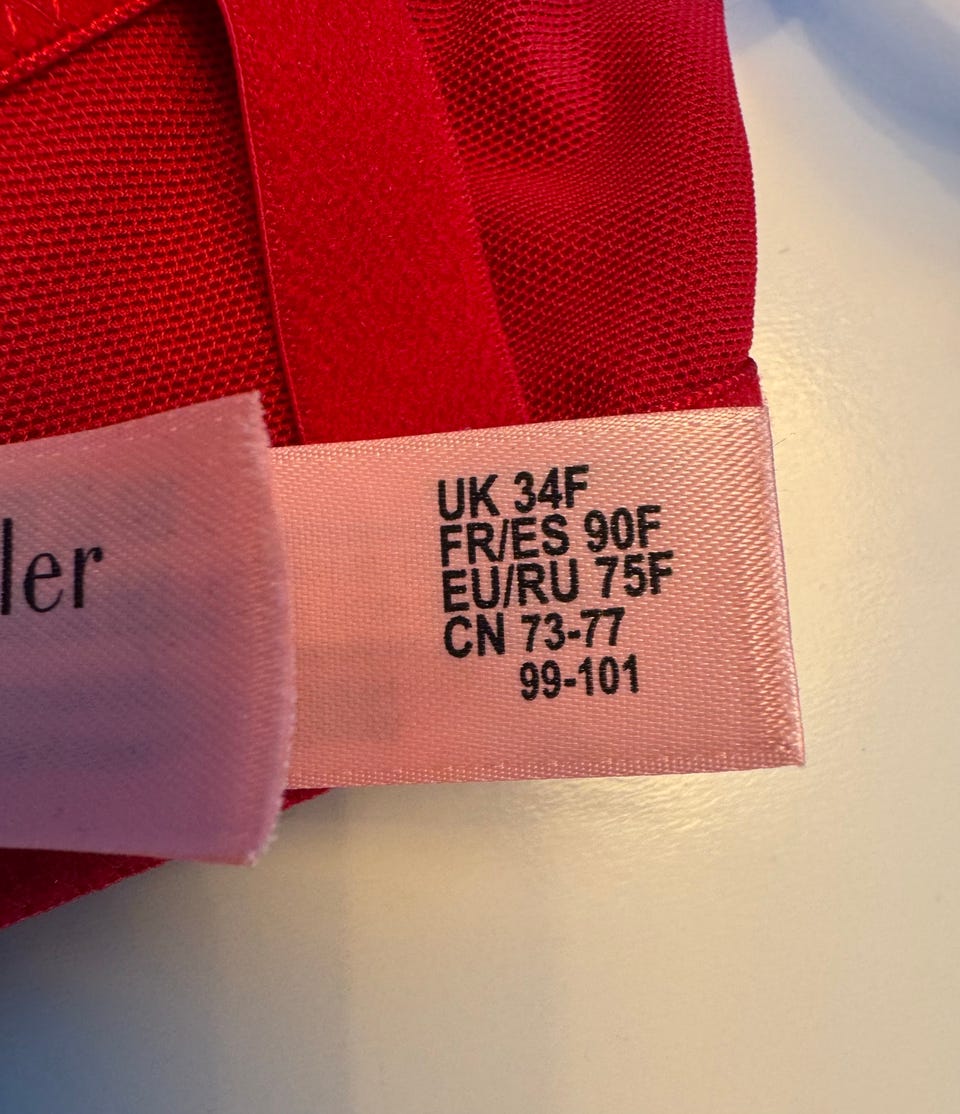 ler
UK 34F
FR/ES 90F
EU/RU 75F
CN 73-77
99-101